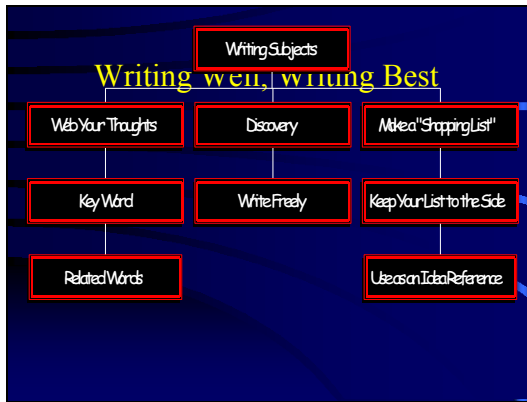 Writing Subjects
Writing Well, Writing Best
Web Your Thoughts
Discovery
Make a "Shopping List"
Key Word
Write Freely
Keep Your List to the Side
Related Words
Use as an Idea Reference